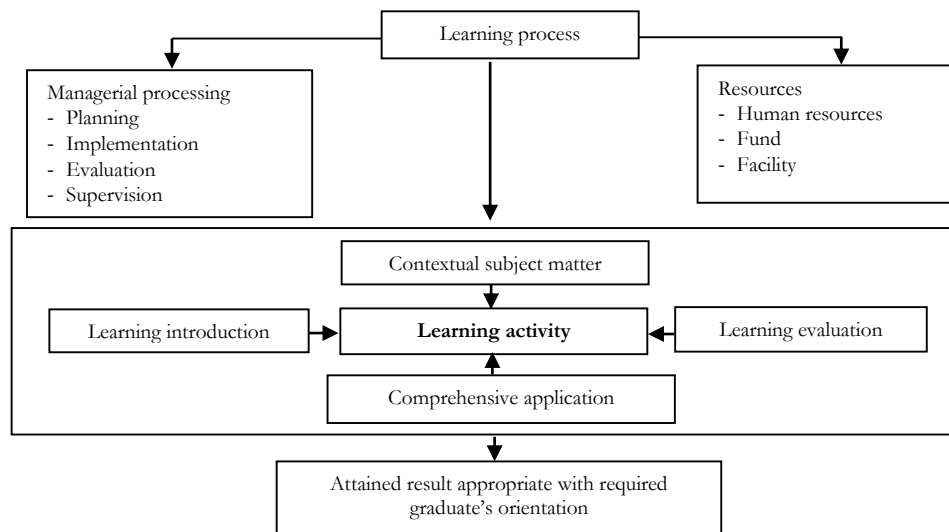 Learning process
Managerial processing
- Planning
- Implementation
- Evaluation
- Supervision
Resources
- Human resources
- Fund
- Facility
Contextual subject matter
Learning introduction
Learning activity
Learning evaluation
Comprehensive application
Attained result appropriate with required
graduate's orientation